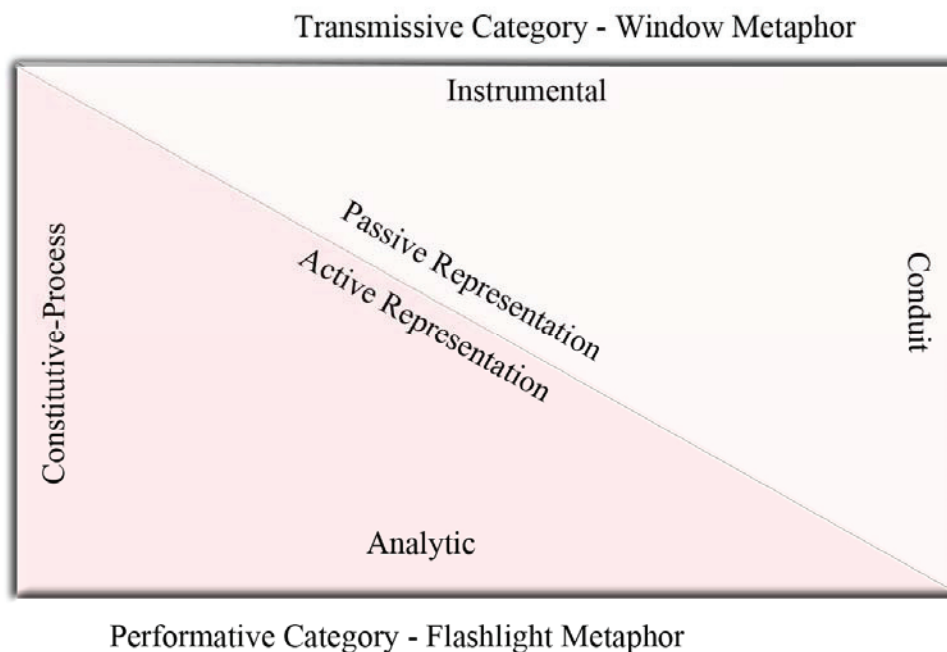 Transmissive Category - Window Metaphor
Instrumental
Passive Representation
Active Representation
Constitutive-Process
Conduit
Analytic
Performative Category - Flashlight Metaphor